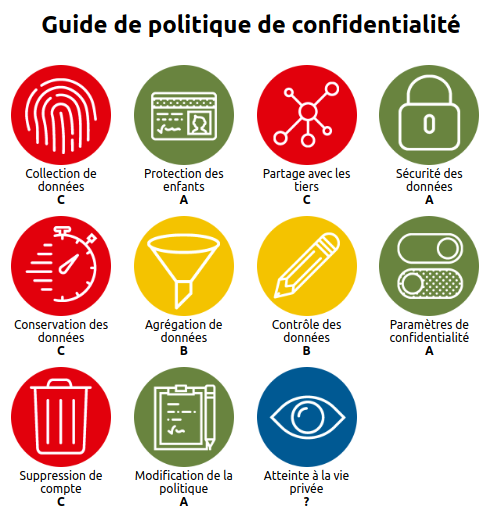 Guide de politique de confidentialité
Collection de
données
C
Protection des
enfants
A
Partage avec les
tiers
C
Sécurité des
données
A
Conservation des
données
C
Agrégation de
données
B
Contrôle des
données
B
Paramètres de
confidentialité
A
Suppression de
compte
C
Modification de la
politique
A
Atteinte à la vie
privée
?